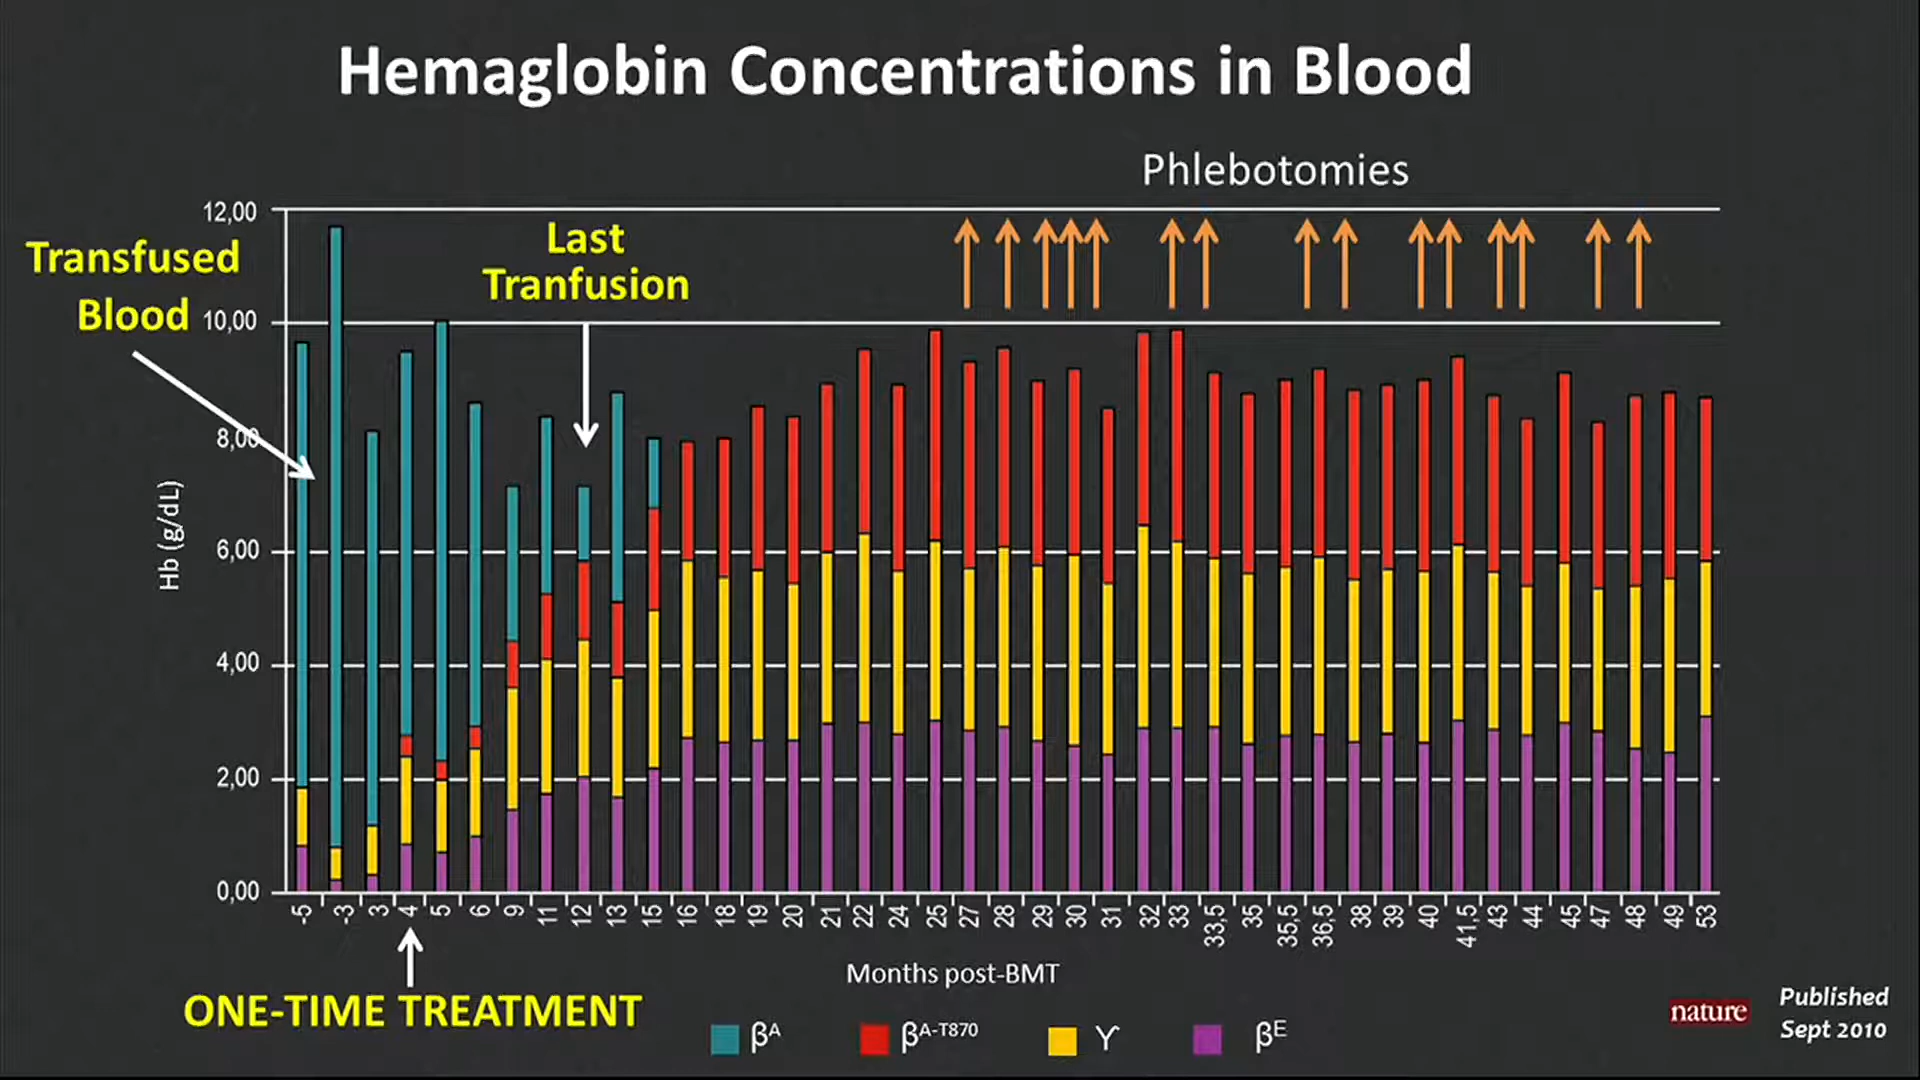 Hemaglobin Concentrations in Blood
Phlebotomies
Transfused
Blood
Last
Tranfusion
12,00
10,00
8,00
6,00
4,00
2,00
0,00
Hb (g/dL)
-5 -3 3 4 5 6 9 11 12 13 15 16 18 19 20 21 22 24 25 27 28 29 30 31 32 33 33,5 35 35,5 36,5 38 39 40 41,5 43 44 45 47 48 49 53
Months post-BMT
ONE-TIME TREATMENT
βA βA-T87O ϒ βE
nature
Published
Sept 2010